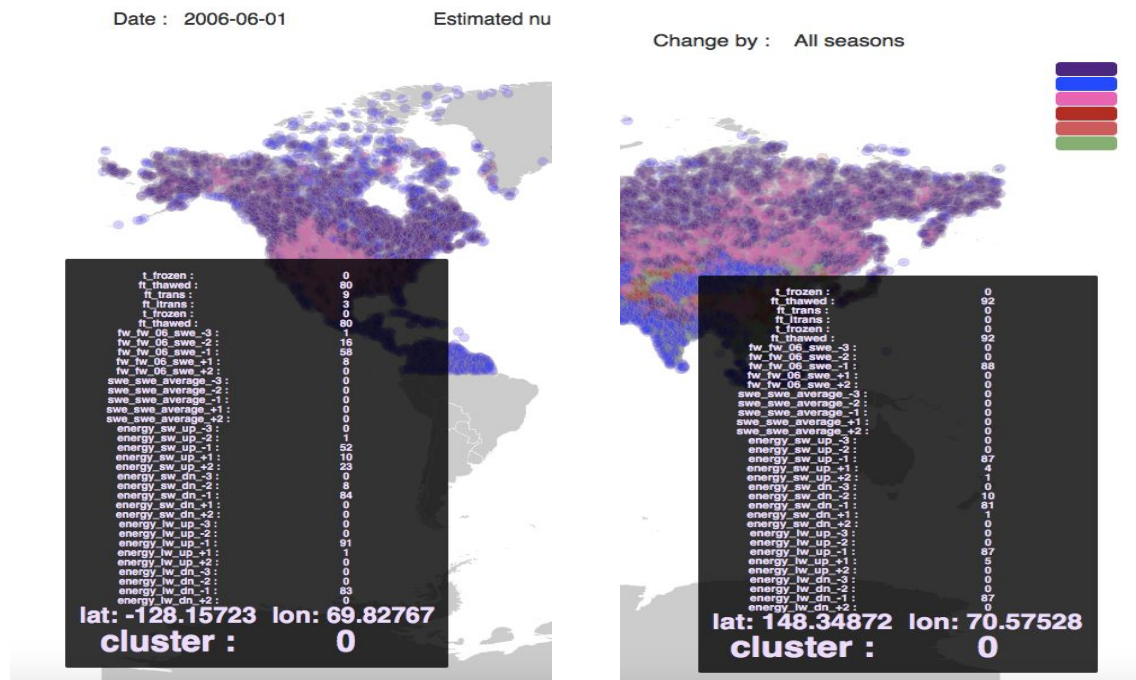 Date : 2006-06-01
Estimated nu
t_frozen : 0
ft_thawed : 80
ft_trans : 9
ft_ltrans : 3
t_frozen : 0
ft_thawed : 80
fw_fw_06_swe_-3 : 1
fw_fw_06_swe_-2 : 16
fw_fw_06_swe_-1 : 58
fw_fw_06_swe_+1 : 8
fw_fw_06_swe_+2 : 0
swe_swe_average_-3 : 0
swe_swe_average_-2 : 0
swe_swe_average_-1 : 0
swe_swe_average_+1 : 0
swe_swe_average_+2 : 0
energy_sw_up_-3 : 0
energy_sw_up_-2 : 1
energy_sw_up_-1 : 52
energy_sw_up_+1 : 10
energy_sw_up_+2 : 23
energy_sw_dn_-3 : 0
energy_sw_dn_-2 : 8
energy_sw_dn_-1 : 84
energy_sw_dn_+1 : 0
energy_sw_dn_+2 : 0
energy_lw_up_-3 : 0
energy_lw_up_-2 : 0
energy_lw_up_-1 : 91
energy_lw_up_+1 : 1
energy_lw_up_+2 : 0
energy_lw_dn_-3 : 0
energy_lw_dn_-2 : 0
energy_lw_dn_-1 : 83
energy_lw_dn_+2 : 0
lat: -128.15723 lon: 69.82767
cluster : 0
Change by : All seasons
t_frozen : 0
ft_thawed : 92
ft_trans : 0
ft_ltrans : 0
t_frozen : 0
ft_thawed : 92
fw_fw_06_swe_-3 : 0
fw_fw_06_swe_-2 : 0
fw_fw_06_swe_-1 : 88
fw_fw_06_swe_+1 : 0
fw_fw_06_swe_+2 : 0
swe_swe_average_-3 : 0
swe_swe_average_-2 : 0
swe_swe_average_-1 : 0
swe_swe_average_+1 : 0
swe_swe_average_+2 : 0
energy_sw_up_-3 : 0
energy_sw_up_-2 : 0
energy_sw_up_-1 : 87
energy_sw_up_+1 : 4
energy_sw_up_+2 : 1
energy_sw_dn_-3 : 0
energy_sw_dn_-2 : 10
energy_sw_dn_-1 : 81
energy_sw_dn_+1 : 1
energy_sw_dn_+2 : 0
energy_lw_up_-3 : 0
energy_lw_up_-2 : 0
energy_lw_up_-1 : 87
energy_lw_up_+1 : 5
energy_lw_up_+2 : 0
energy_lw_dn_-3 : 0
energy_lw_dn_-2 : 0
energy_lw_dn_-1 : 87
energy_lw_dn_+2 : 0
lat: 148.34872 lon: 70.57528
cluster : 0